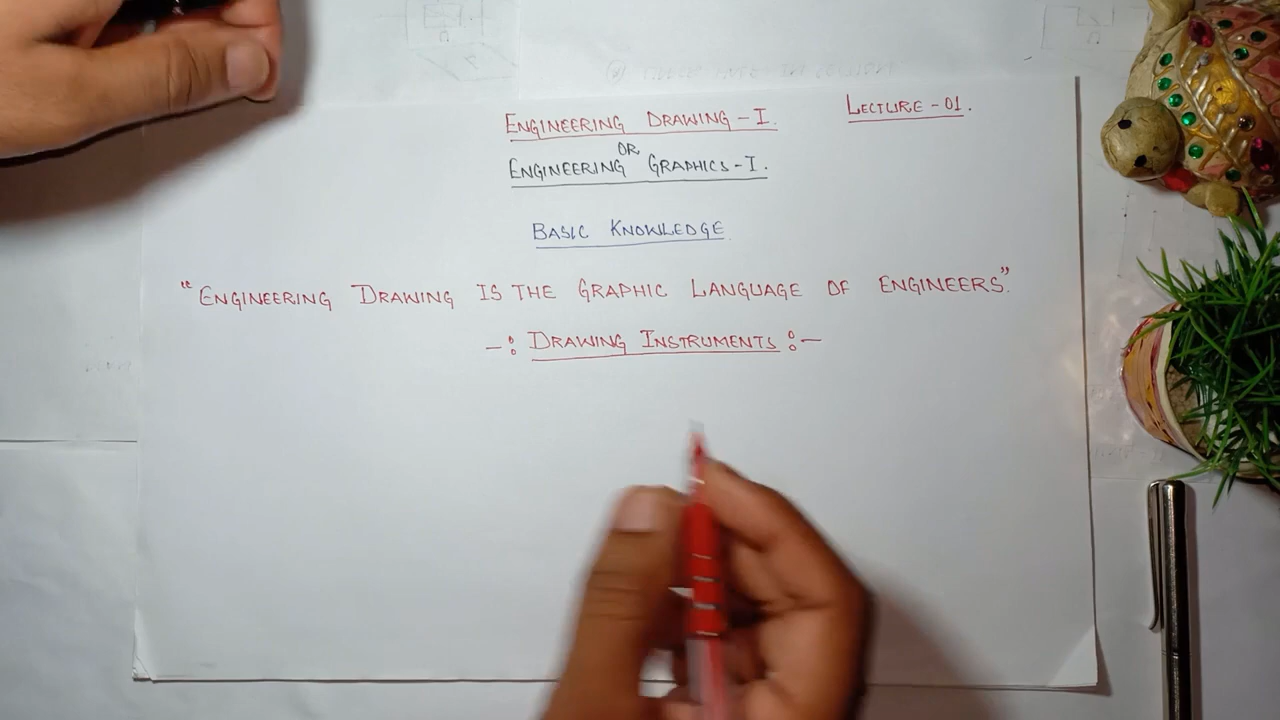 ENGINEERING DRAWING - I. LECTURE - 01.
OR
ENGINEERING GRAPHICS - I.
BASIC KNOWLEDGE.
"ENGINEERING DRAWING IS THE GRAPHIC LANGUAGE OF ENGINEERS".
-: DRAWING INSTRUMENTS :-